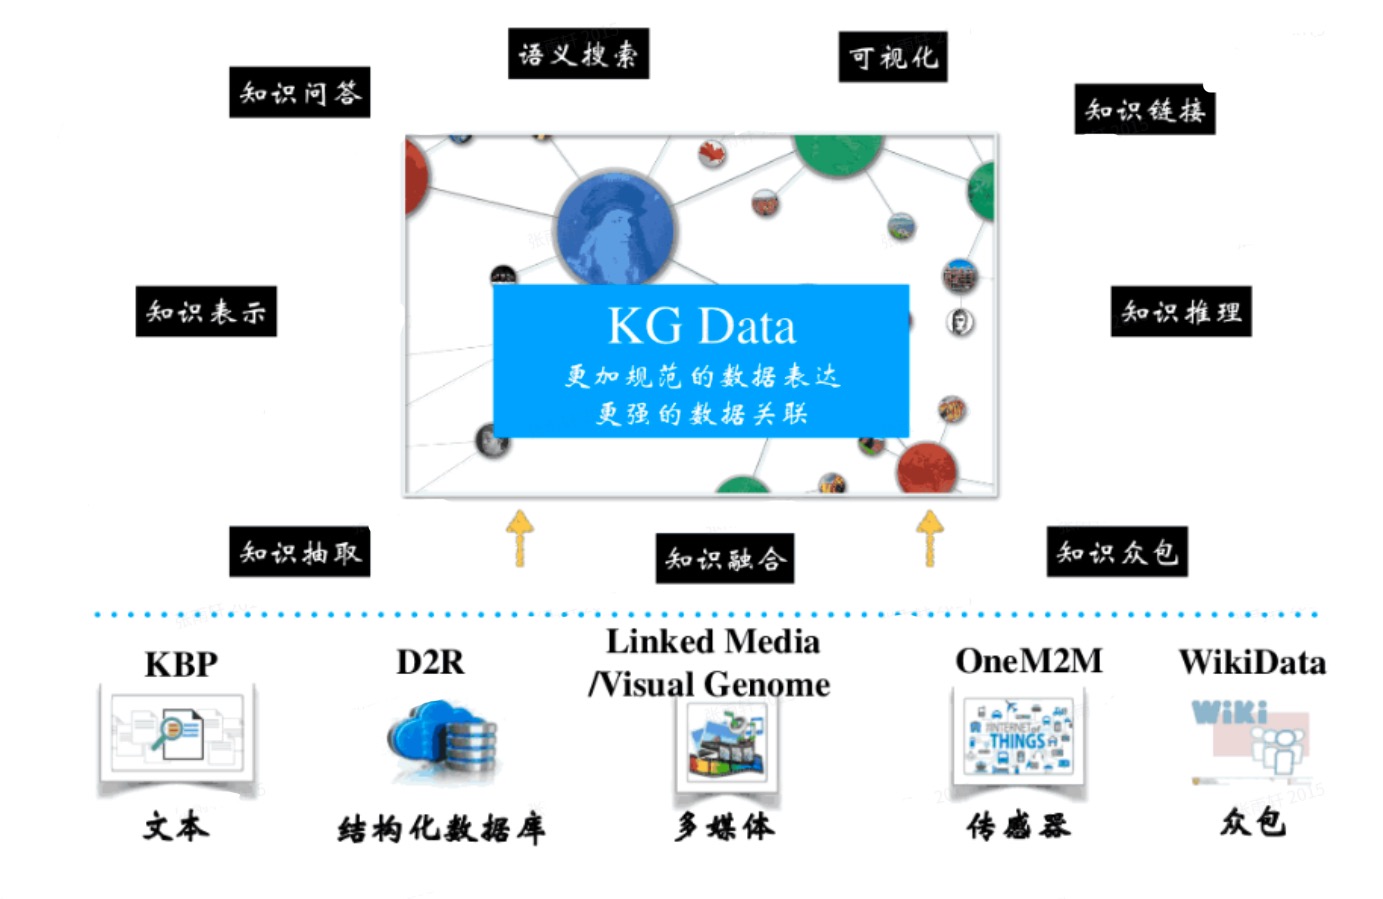 语义搜索
可视化
知识问答
知识链接
知识表示
知识推理
KG Data
更加规范的数据表达
更强的数据关联
知识抽取
知识融合
知识众包
KBP
D2R
Linked Media
/Visual Genome
OneM2M
WikiData
WiKi
INTERNET OF
THINGS
文本
结构化数据库
多媒体
传感器
众包